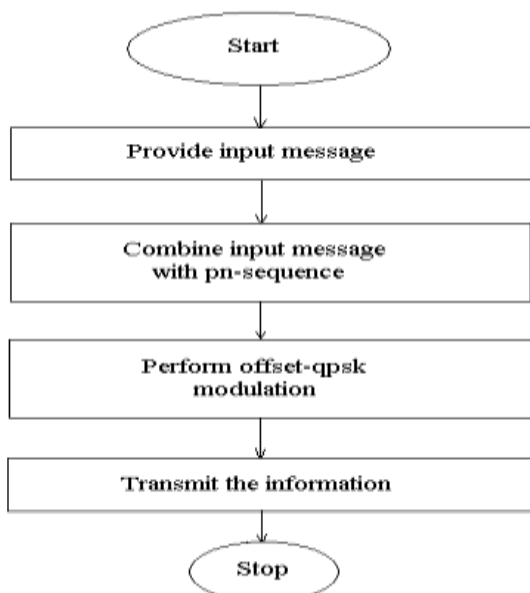 Start
Provide input message
Combine input message
with pn-sequence
Perform offset-qpsk
modulation
Transmit the information
Stop